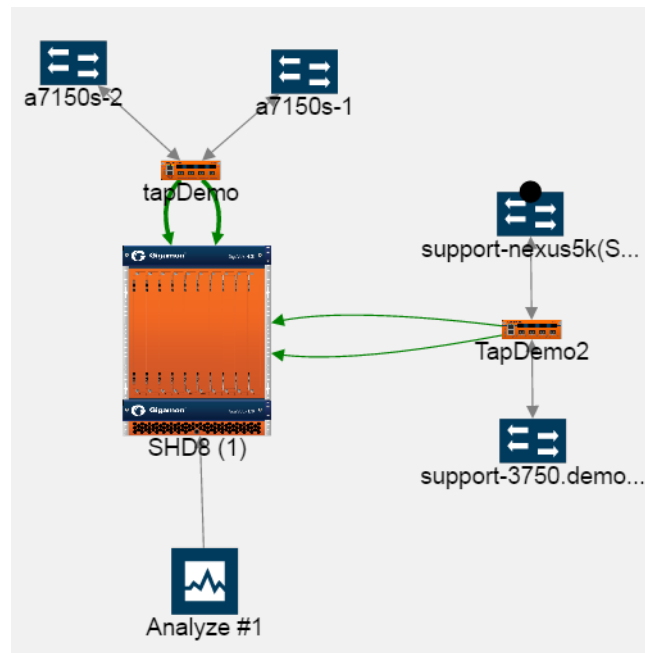 a7150s-2
a7150s-1
tapDemo
Gigamon
support-nexus5k(S...
TapDemo2
Gigamon
SHD8 (1)
support-3750.demo...
Analyze #1